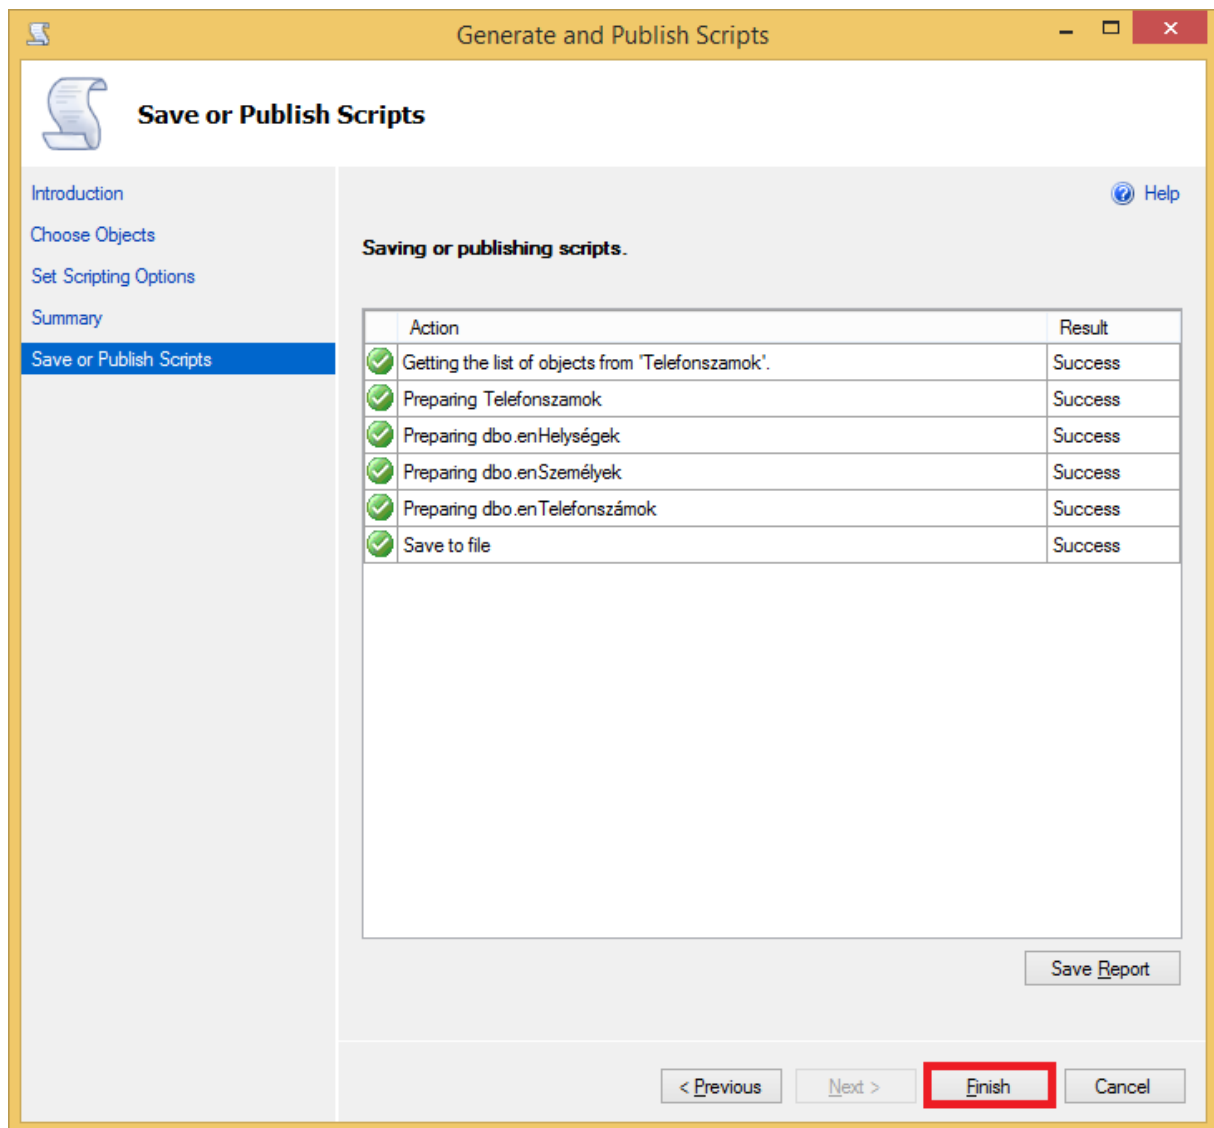 Generate and Publish Scripts
Save or Publish Scripts
Introduction
Choose Objects
Set Scripting Options
Summary
Save or Publish Scripts
Help
Saving or publishing scripts.
Action Result
Getting the list of objects from 'Telefonszamok'. Success
Preparing Telefonszamok Success
Preparing dbo.enHelységek Success
Preparing dbo.enSzemélyek Success
Preparing dbo.enTelefonszámok Success
Save to file Success
Save Report
< Previous Next > Finish Cancel